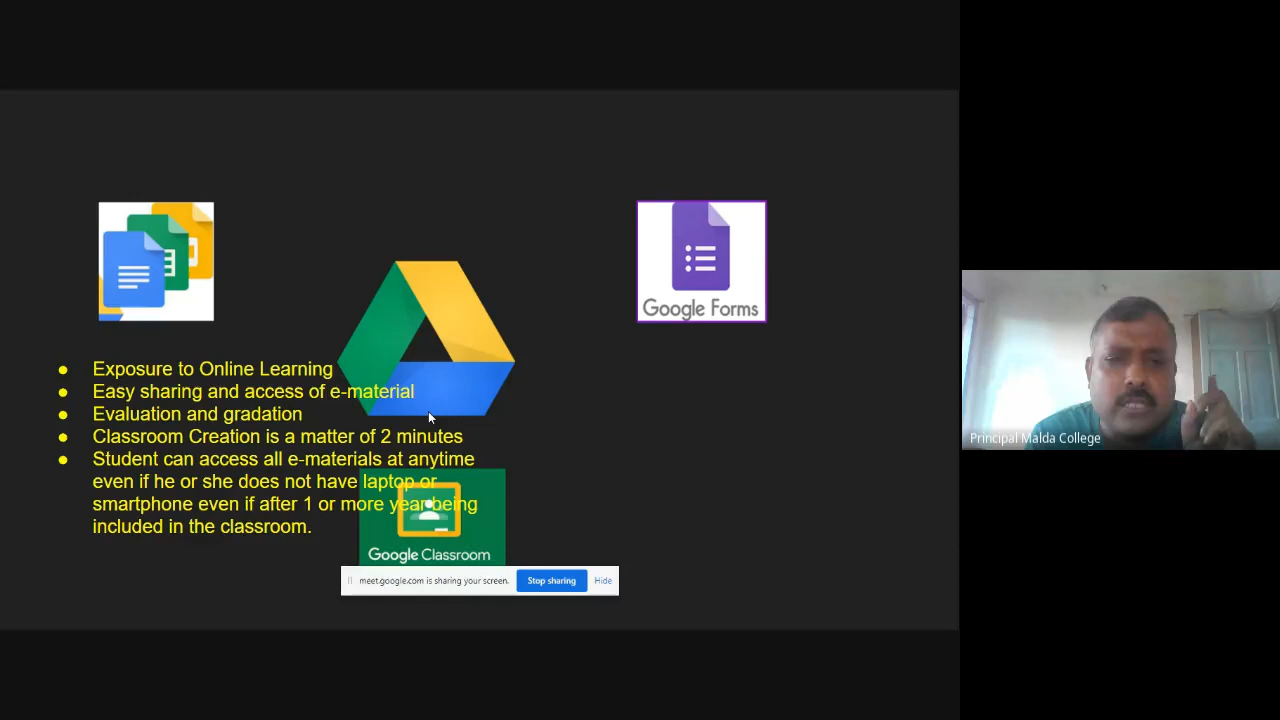 Google Forms
● Exposure to Online Learning
● Easy sharing and access of e-material
● Evaluation and gradation
● Classroom Creation is a matter of 2 minutes
● Student can access all e-materials at anytime
even if he or she does not have laptop or
smartphone even if after 1 or more year being
included in the classroom.
Google Classroom
meet.google.com is sharing your screen.
Stop sharing
Hide
Principal Malda College